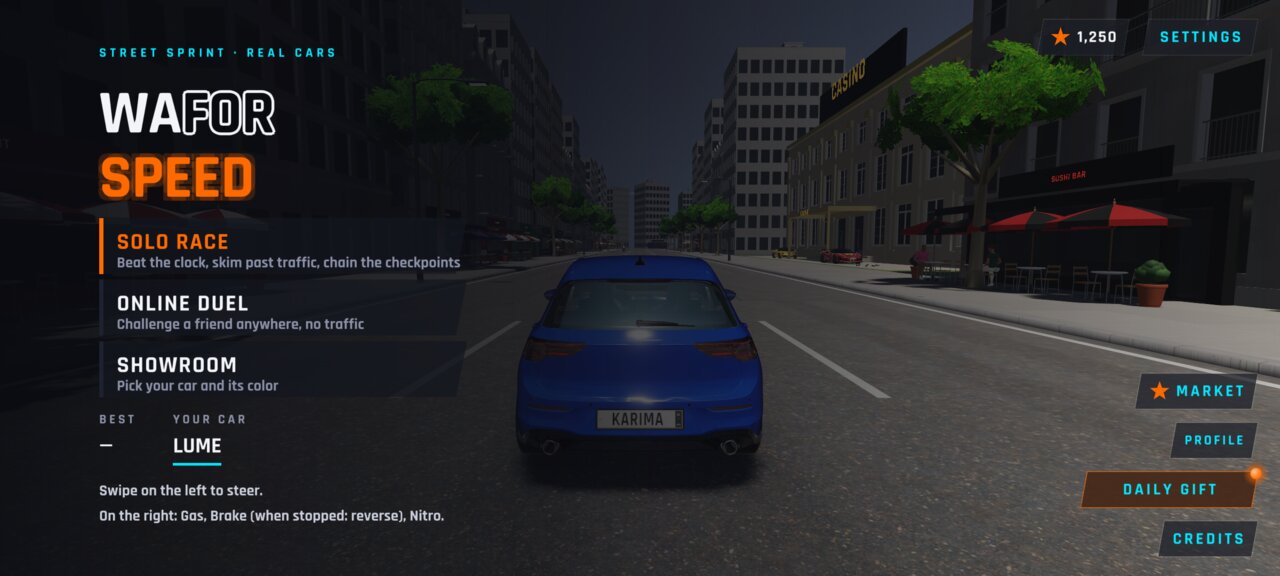 STREET SPRINT · REAL CARS
1,250
SETTINGS
WAFOR
SPEED
CASINO
SUSHI BAR
SOLO RACE
Beat the clock, skim past traffic, chain the checkpoints
ONLINE DUEL
Challenge a friend anywhere, no traffic
SHOWROOM
Pick your car and its color
BEST
YOUR CAR
–
LUME
KARIMA
Swipe on the left to steer.
On the right: Gas, Brake (when stopped: reverse), Nitro.
MARKET
PROFILE
DAILY GIFT
CREDITS